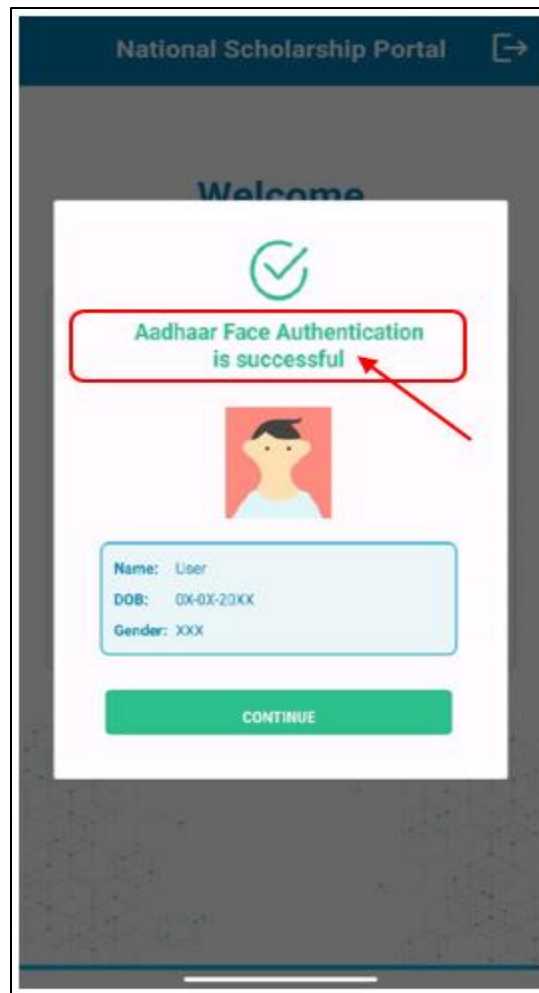 National Scholarship Portal
Welcome
Aadhaar Face Authentication
is successful
Name: User
DOB: 0X-0X-20XX
Gender: XXX
CONTINUE